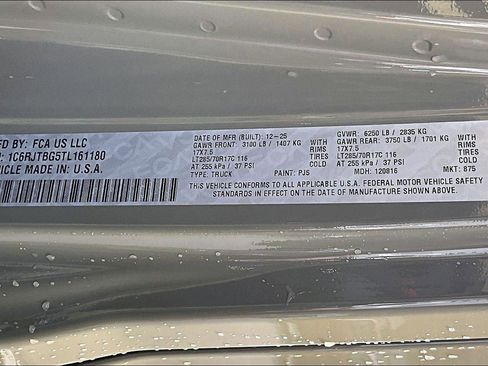 MFD BY: FCA US LLC
1C6RJTBG5TL161180
VEHICLE MADE IN: U.S.A.
DATE OF MFR (BUILT): 12-25
GAWR FRONT: 3100 LB / 1407 KG WITH
17X7.5 RIMS
LT285/70R17C 116 TIRES
AT 255 kPa / 37 PSI
TYPE: TRUCK PAINT: PJS
GVWR: 6250 LB / 2835 KG
GAWR REAR: 3750 LB / 1701 KG WITH
17X7.5 RIMS
LT285/70R17C 116 TIRES
AT 255 kPa / 37 PSI
MDH: 120816 MKT: 875
THIS VEHICLE CONFORMS TO ALL APPLICABLE U.S.A. FEDERAL MOTOR VEHICLE SAFETY
STANDARDS IN EFFECT ON THE DATE OF MANUFACTURE SHOWN ABOVE.